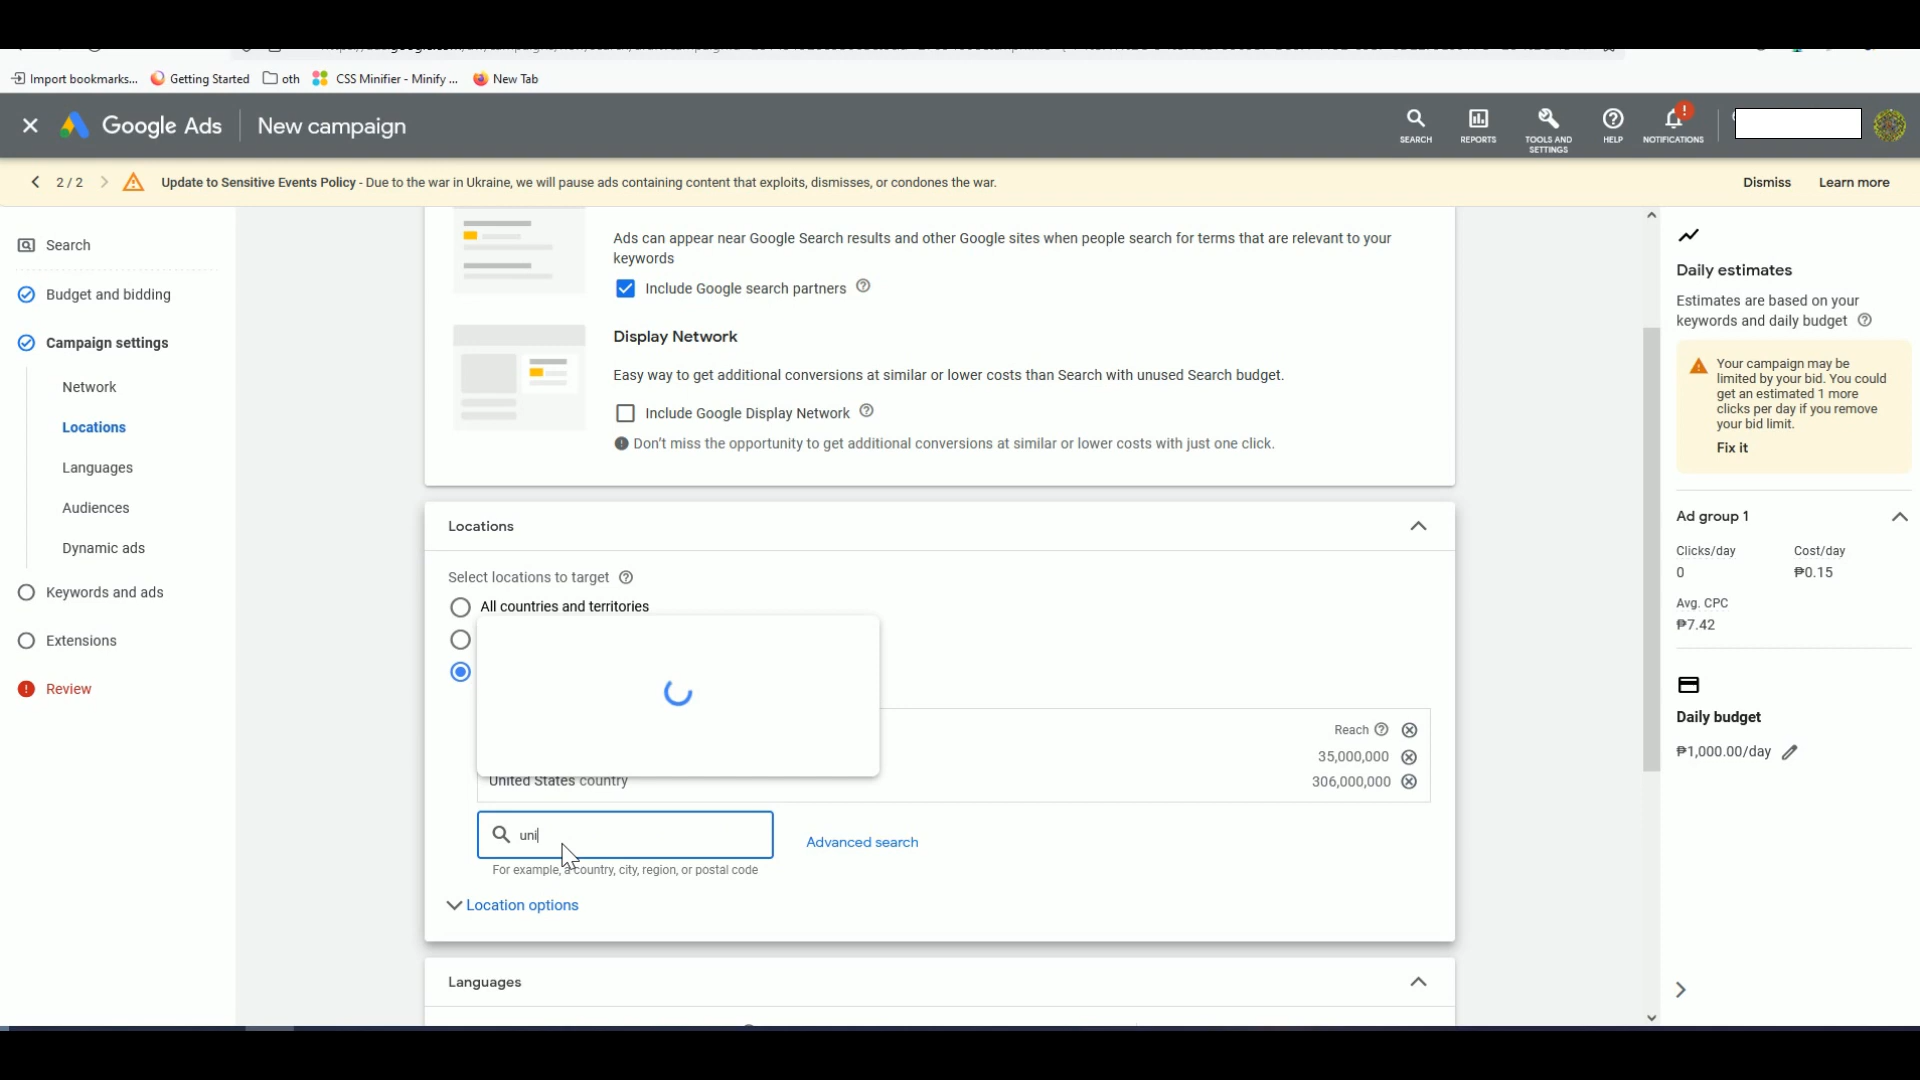 Import bookmarks...
Getting Started
oth
CSS Minifier - Minify ...
New Tab
Google Ads
New campaign
SEARCH
REPORTS
TOOLS AND
SETTINGS
HELP
NOTIFICATIONS
2 / 2
Update to Sensitive Events Policy - Due to the war in Ukraine, we will pause ads containing content that exploits, dismisses, or condones the war.
Dismiss
Learn more
Search
Budget and bidding
Campaign settings
Network
Locations
Languages
Audiences
Dynamic ads
Keywords and ads
Extensions
Review
Ads can appear near Google Search results and other Google sites when people search for terms that are relevant to your
keywords
Include Google search partners
Display Network
Easy way to get additional conversions at similar or lower costs than Search with unused Search budget.
Include Google Display Network
Don't miss the opportunity to get additional conversions at similar or lower costs with just one click.
Locations
Select locations to target
All countries and territories
Reach
35,000,000
United States country
306,000,000
uni
Advanced search
For example, a country, city, region, or postal code
Location options
Languages
Daily estimates
Estimates are based on your
keywords and daily budget
Your campaign may be
limited by your bid. You could
get an estimated 1 more
clicks per day if you remove
your bid limit.
Fix it
Ad group 1
Clicks/day
Cost/day
0
₱0.15
Avg. CPC
₱7.42
Daily budget
₱1,000.00/day